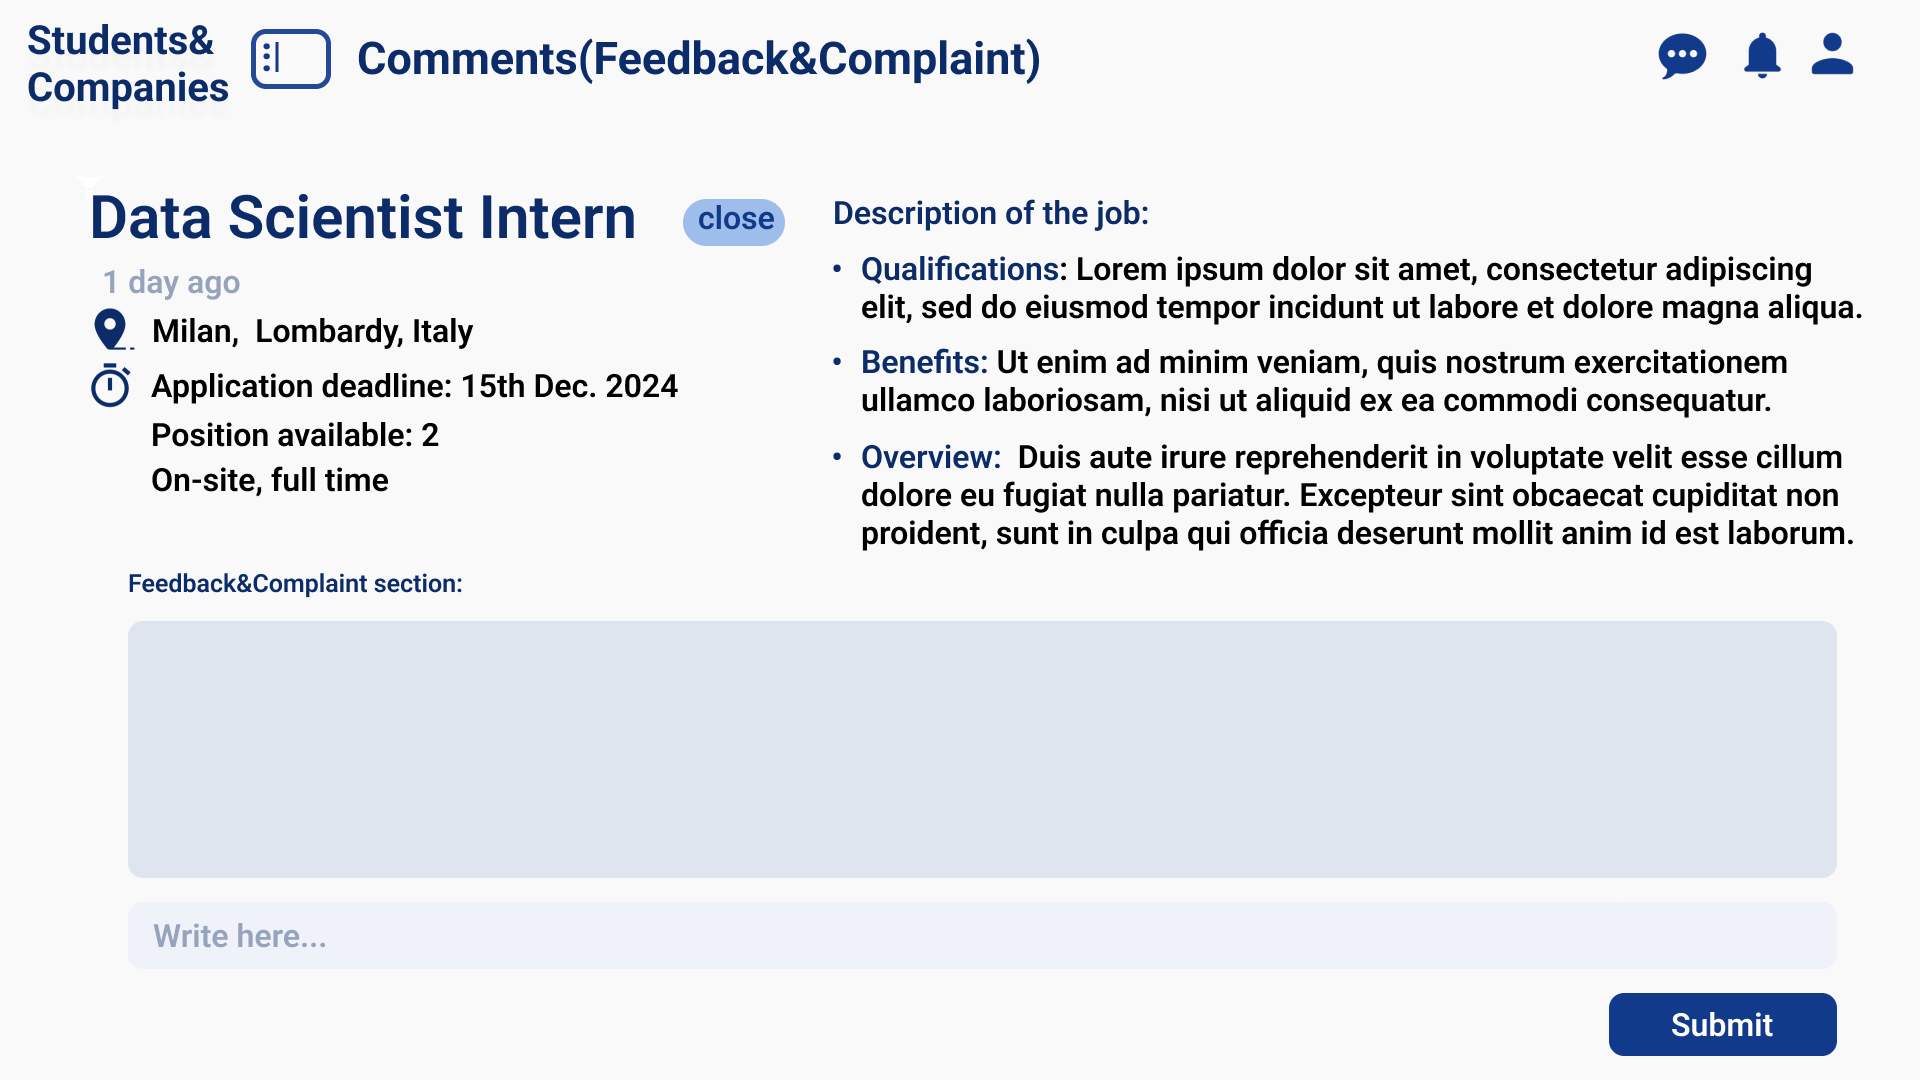 Students&
Companies
Comments(Feedback&Complaint)
Data Scientist Intern
close
1 day ago
Milan,  Lombardy, Italy
Application deadline: 15th Dec. 2024
Position available: 2
On-site, full time
Description of the job:
• Qualifications: Lorem ipsum dolor sit amet, consectetur adipiscing
elit, sed do eiusmod tempor incidunt ut labore et dolore magna aliqua.
• Benefits: Ut enim ad minim veniam, quis nostrum exercitationem
ullamco laboriosam, nisi ut aliquid ex ea commodi consequatur.
• Overview:  Duis aute irure reprehenderit in voluptate velit esse cillum
dolore eu fugiat nulla pariatur. Excepteur sint obcaecat cupiditat non
proident, sunt in culpa qui officia deserunt mollit anim id est laborum.
Feedback&Complaint section:
Write here...
Submit